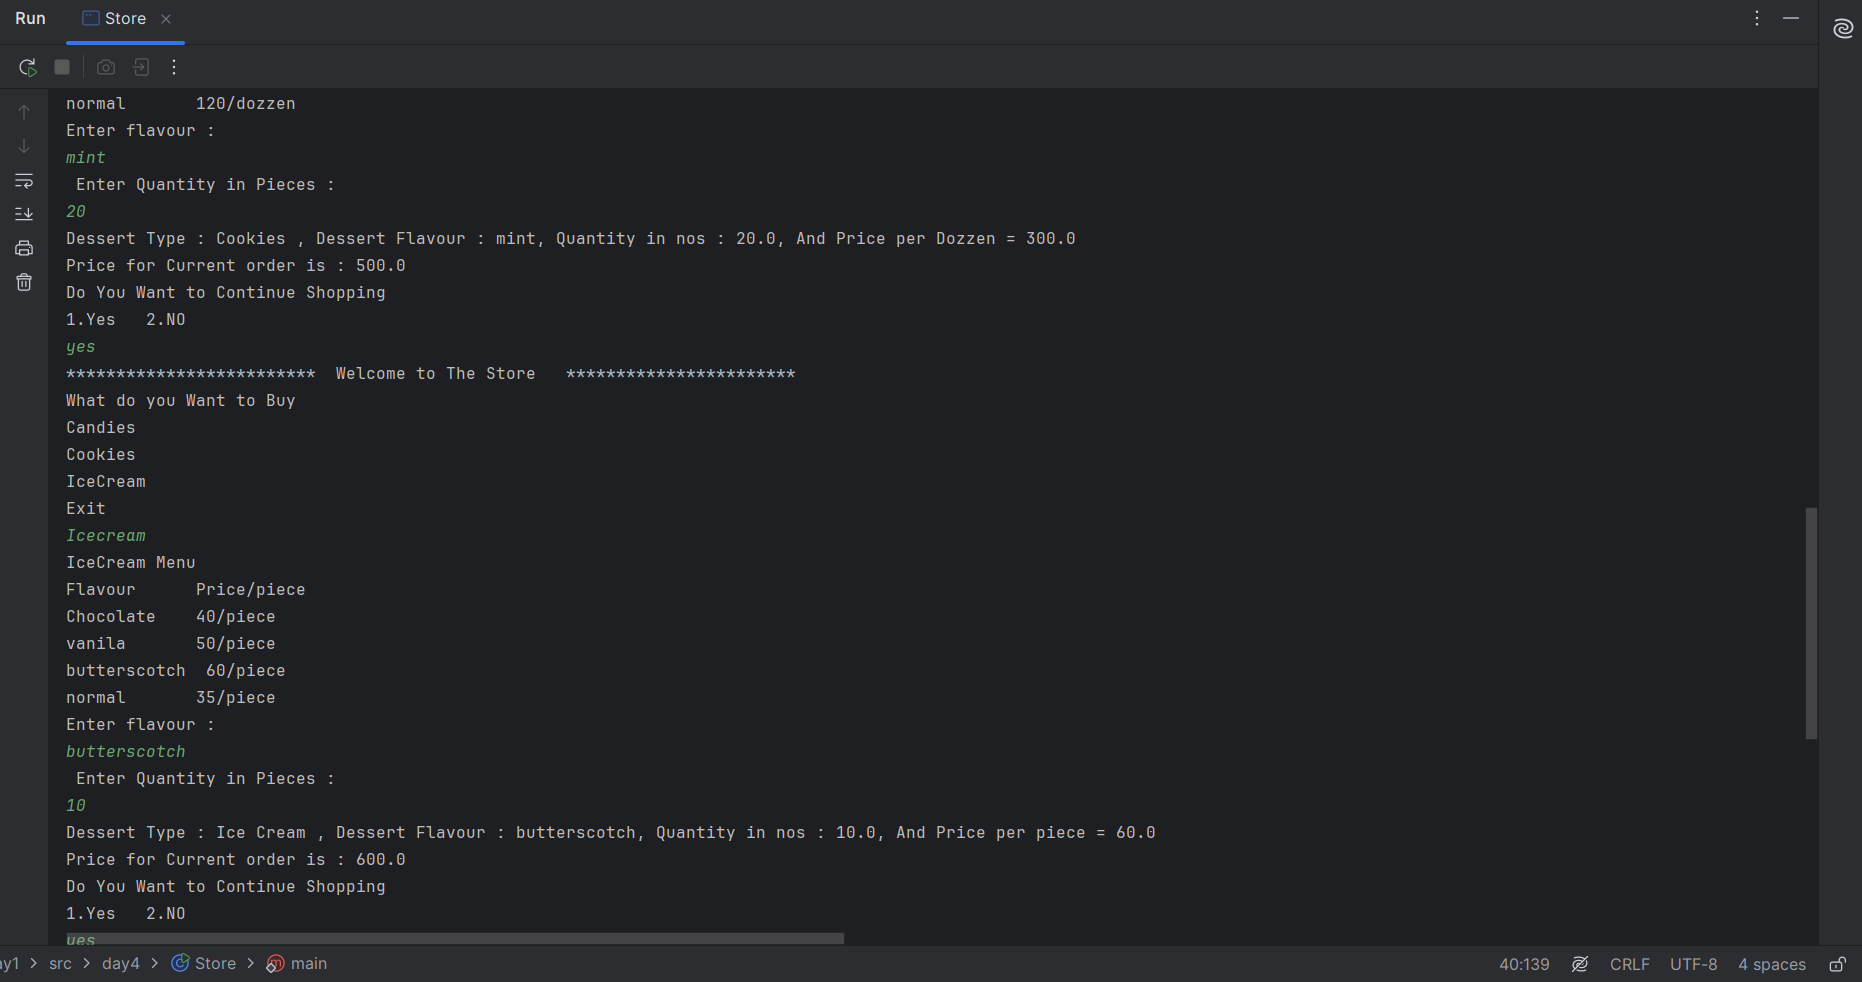 Run Store
normal 120/dozzen
Enter flavour :
mint
Enter Quantity in Pieces :
20
Dessert Type : Cookies , Dessert Flavour : mint, Quantity in nos : 20.0, And Price per Dozzen = 300.0
Price for Current order is : 500.0
Do You Want to Continue Shopping
1.Yes 2.NO
yes
************************* Welcome to The Store ***********************
What do you Want to Buy
Candies
Cookies
IceCream
Exit
Icecream
IceCream Menu
Flavour Price/piece
Chocolate 40/piece
vanila 50/piece
butterscotch 60/piece
normal 35/piece
Enter flavour :
butterscotch
Enter Quantity in Pieces :
10
Dessert Type : Ice Cream , Dessert Flavour : butterscotch, Quantity in nos : 10.0, And Price per piece = 60.0
Price for Current order is : 600.0
Do You Want to Continue Shopping
1.Yes 2.NO
yes
ay1 > src > day4 > Store > main 40:139 CRLF UTF-8 4 spaces